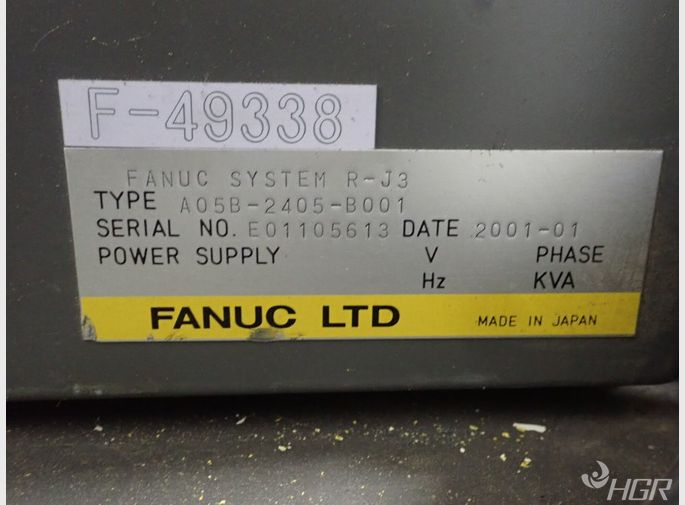 F-49338
FANUC SYSTEM R-J3
TYPE A05B-2405-B001
SERIAL NO. E01105613 DATE 2001-01
POWER SUPPLY V PHASE
Hz KVA
FANUC LTD MADE IN JAPAN
HGR